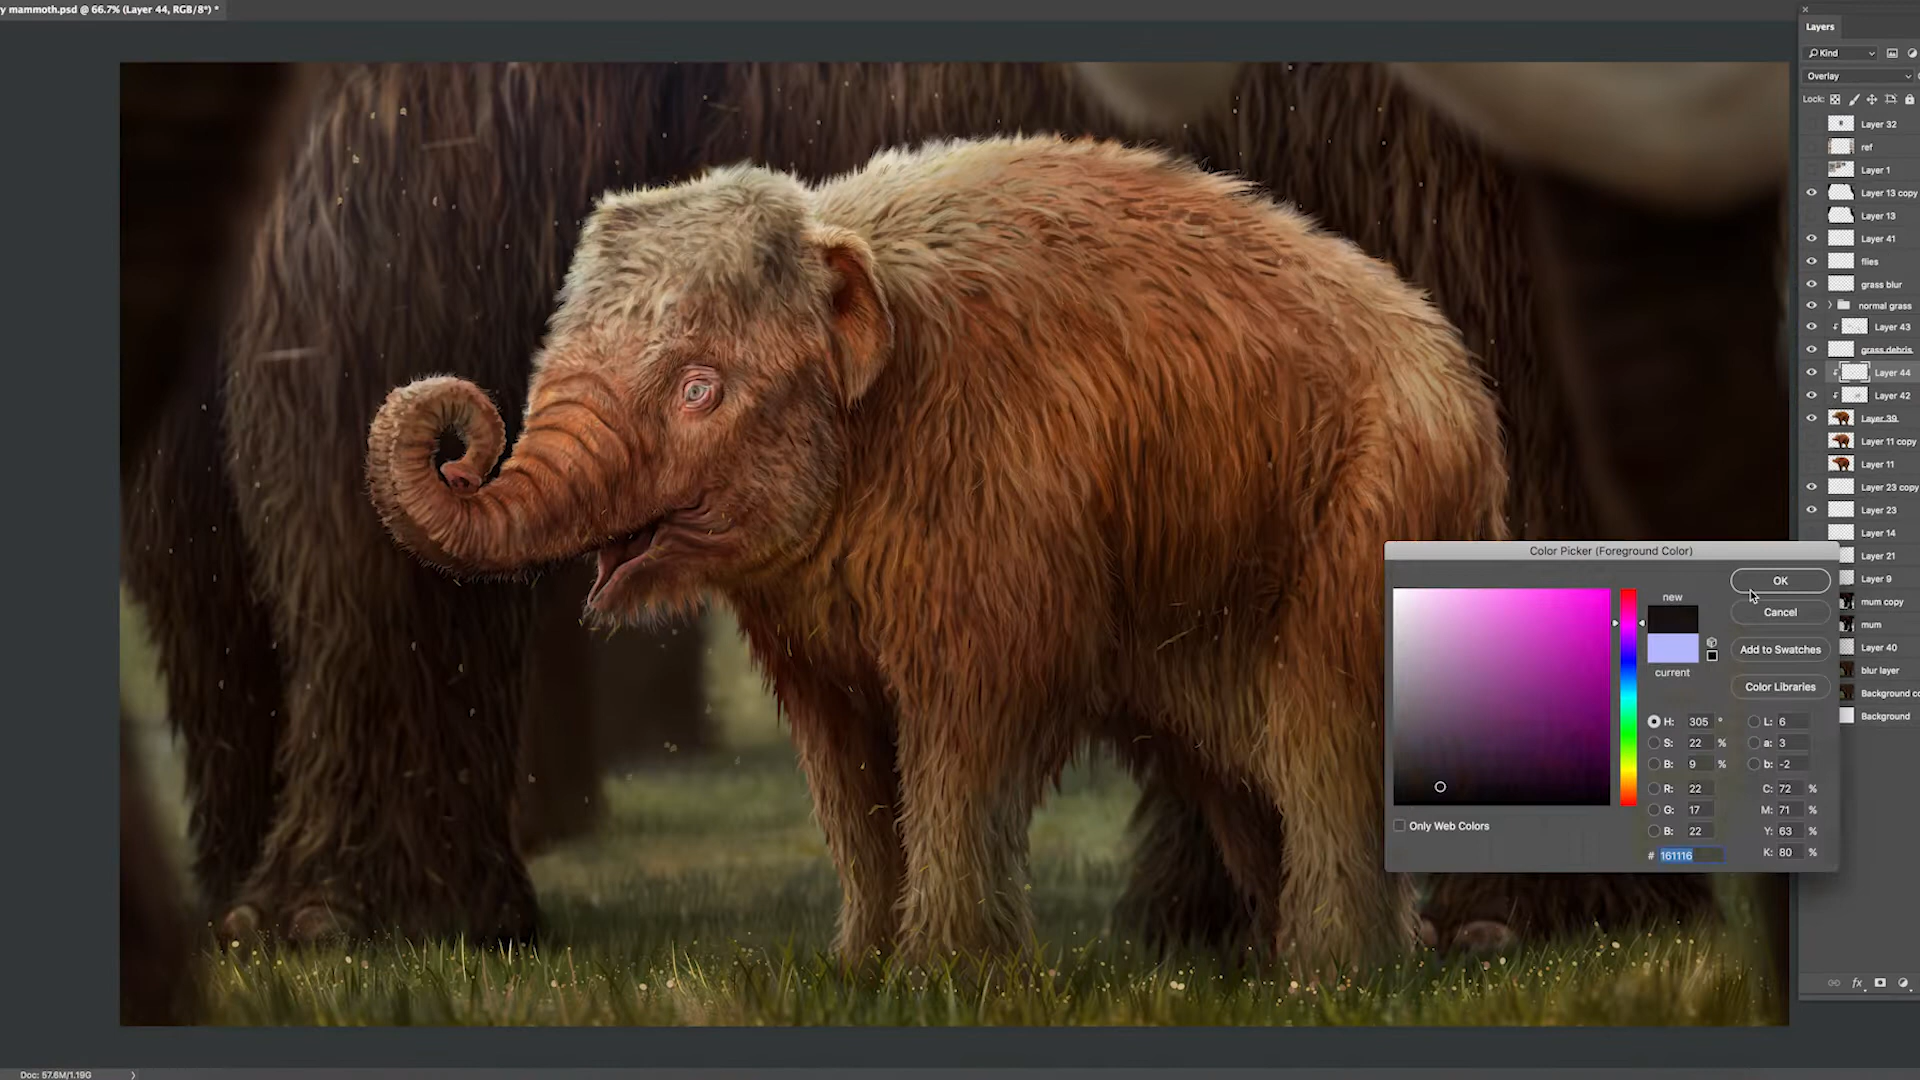 y mammoth.psd @ 66.7% (Layer 44, RGB/8*) *
Layers
Kind
Overlay
Lock:
Layer 32
ref
Layer 1
Layer 13 copy
Layer 13
Layer 41
flies
grass blur
normal grass
Layer 43
grass debris
Layer 44
Layer 42
Layer 39
Layer 11 copy
Layer 11
Layer 23 copy
Layer 23
Layer 14
Layer 21
Layer 9
mum copy
mum
Layer 40
blur layer
Background co
Background
fx
Color Picker (Foreground Color)
new
current
OK
Cancel
Add to Swatches
Color Libraries
H: 305 °
S: 22 %
B: 9 %
R: 22
G: 17
B: 22
# 161116
L: 6
a: 3
b: -2
C: 72 %
M: 71 %
Y: 63 %
K: 80 %
Only Web Colors
Doc: 57.6M/1.19G